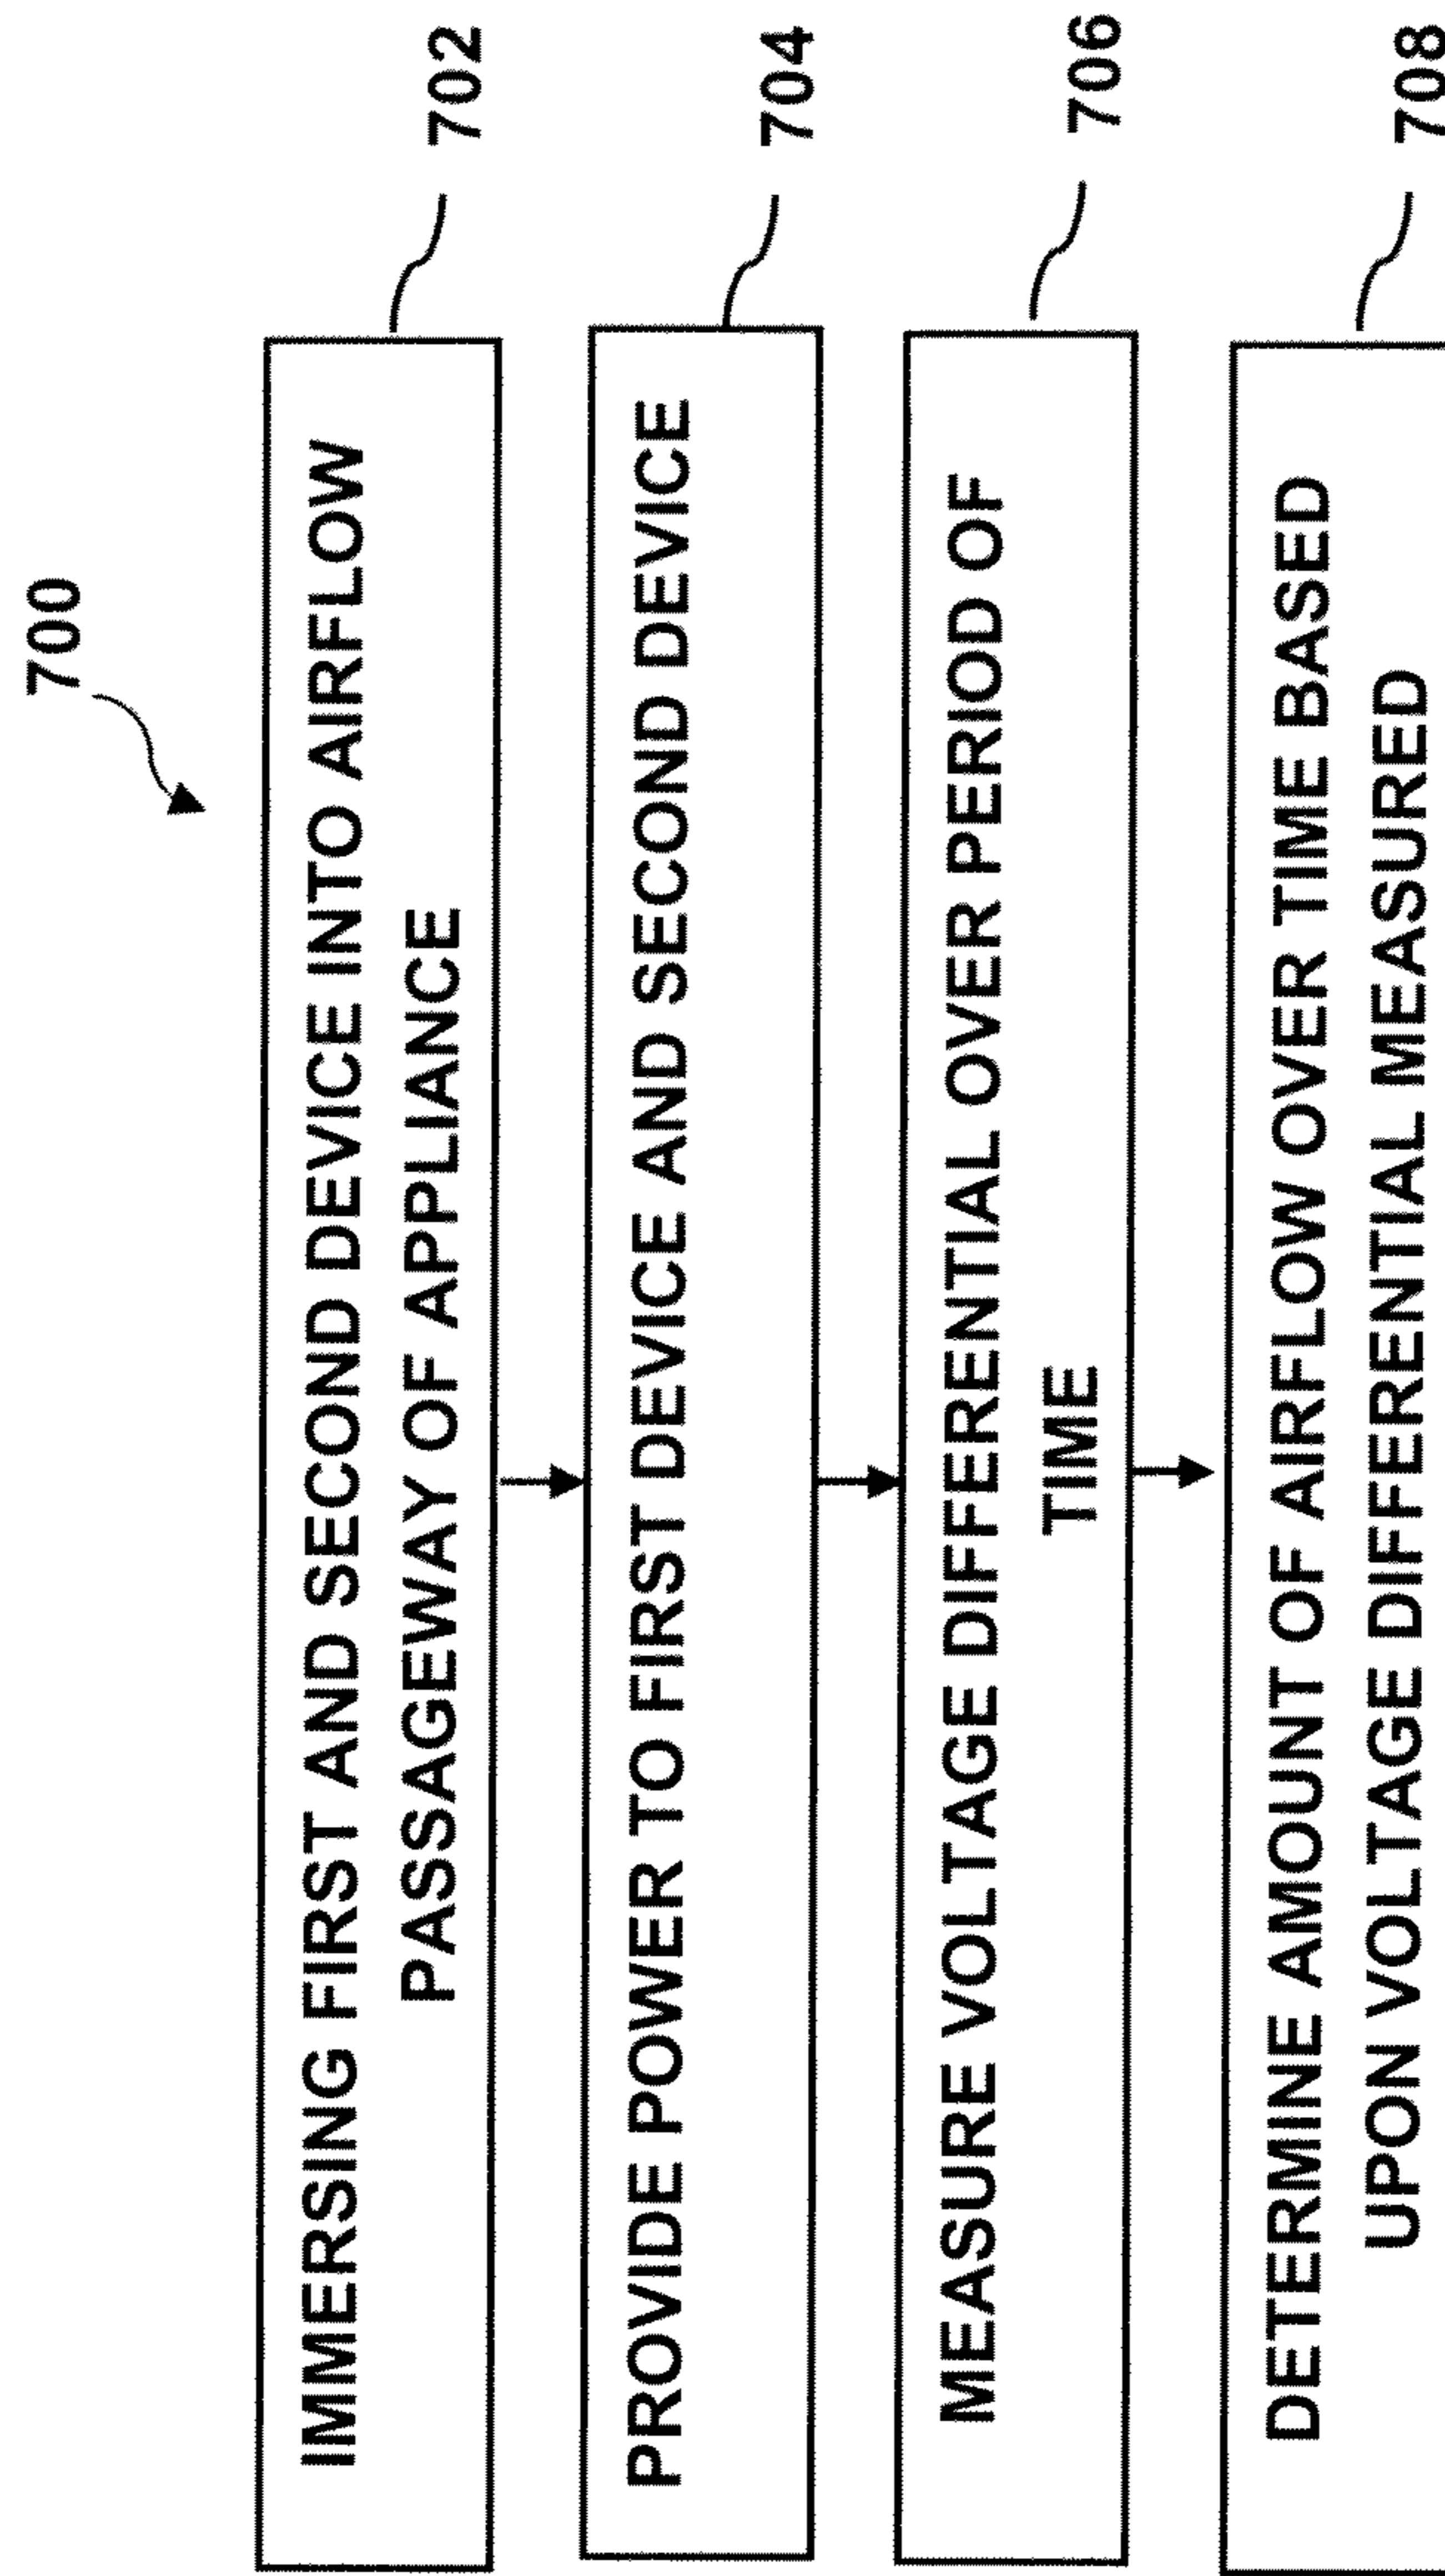 700
IMMERSING FIRST AND SECOND DEVICE INTO AIRFLOW
PASSAGEWAY OF APPLIANCE
702
PROVIDE POWER TO FIRST DEVICE AND SECOND DEVICE
704
MEASURE VOLTAGE DIFFERENTIAL OVER PERIOD OF
TIME
706
DETERMINE AMOUNT OF AIRFLOW OVER TIME BASED
UPON VOLTAGE DIFFERENTIAL MEASURED
708